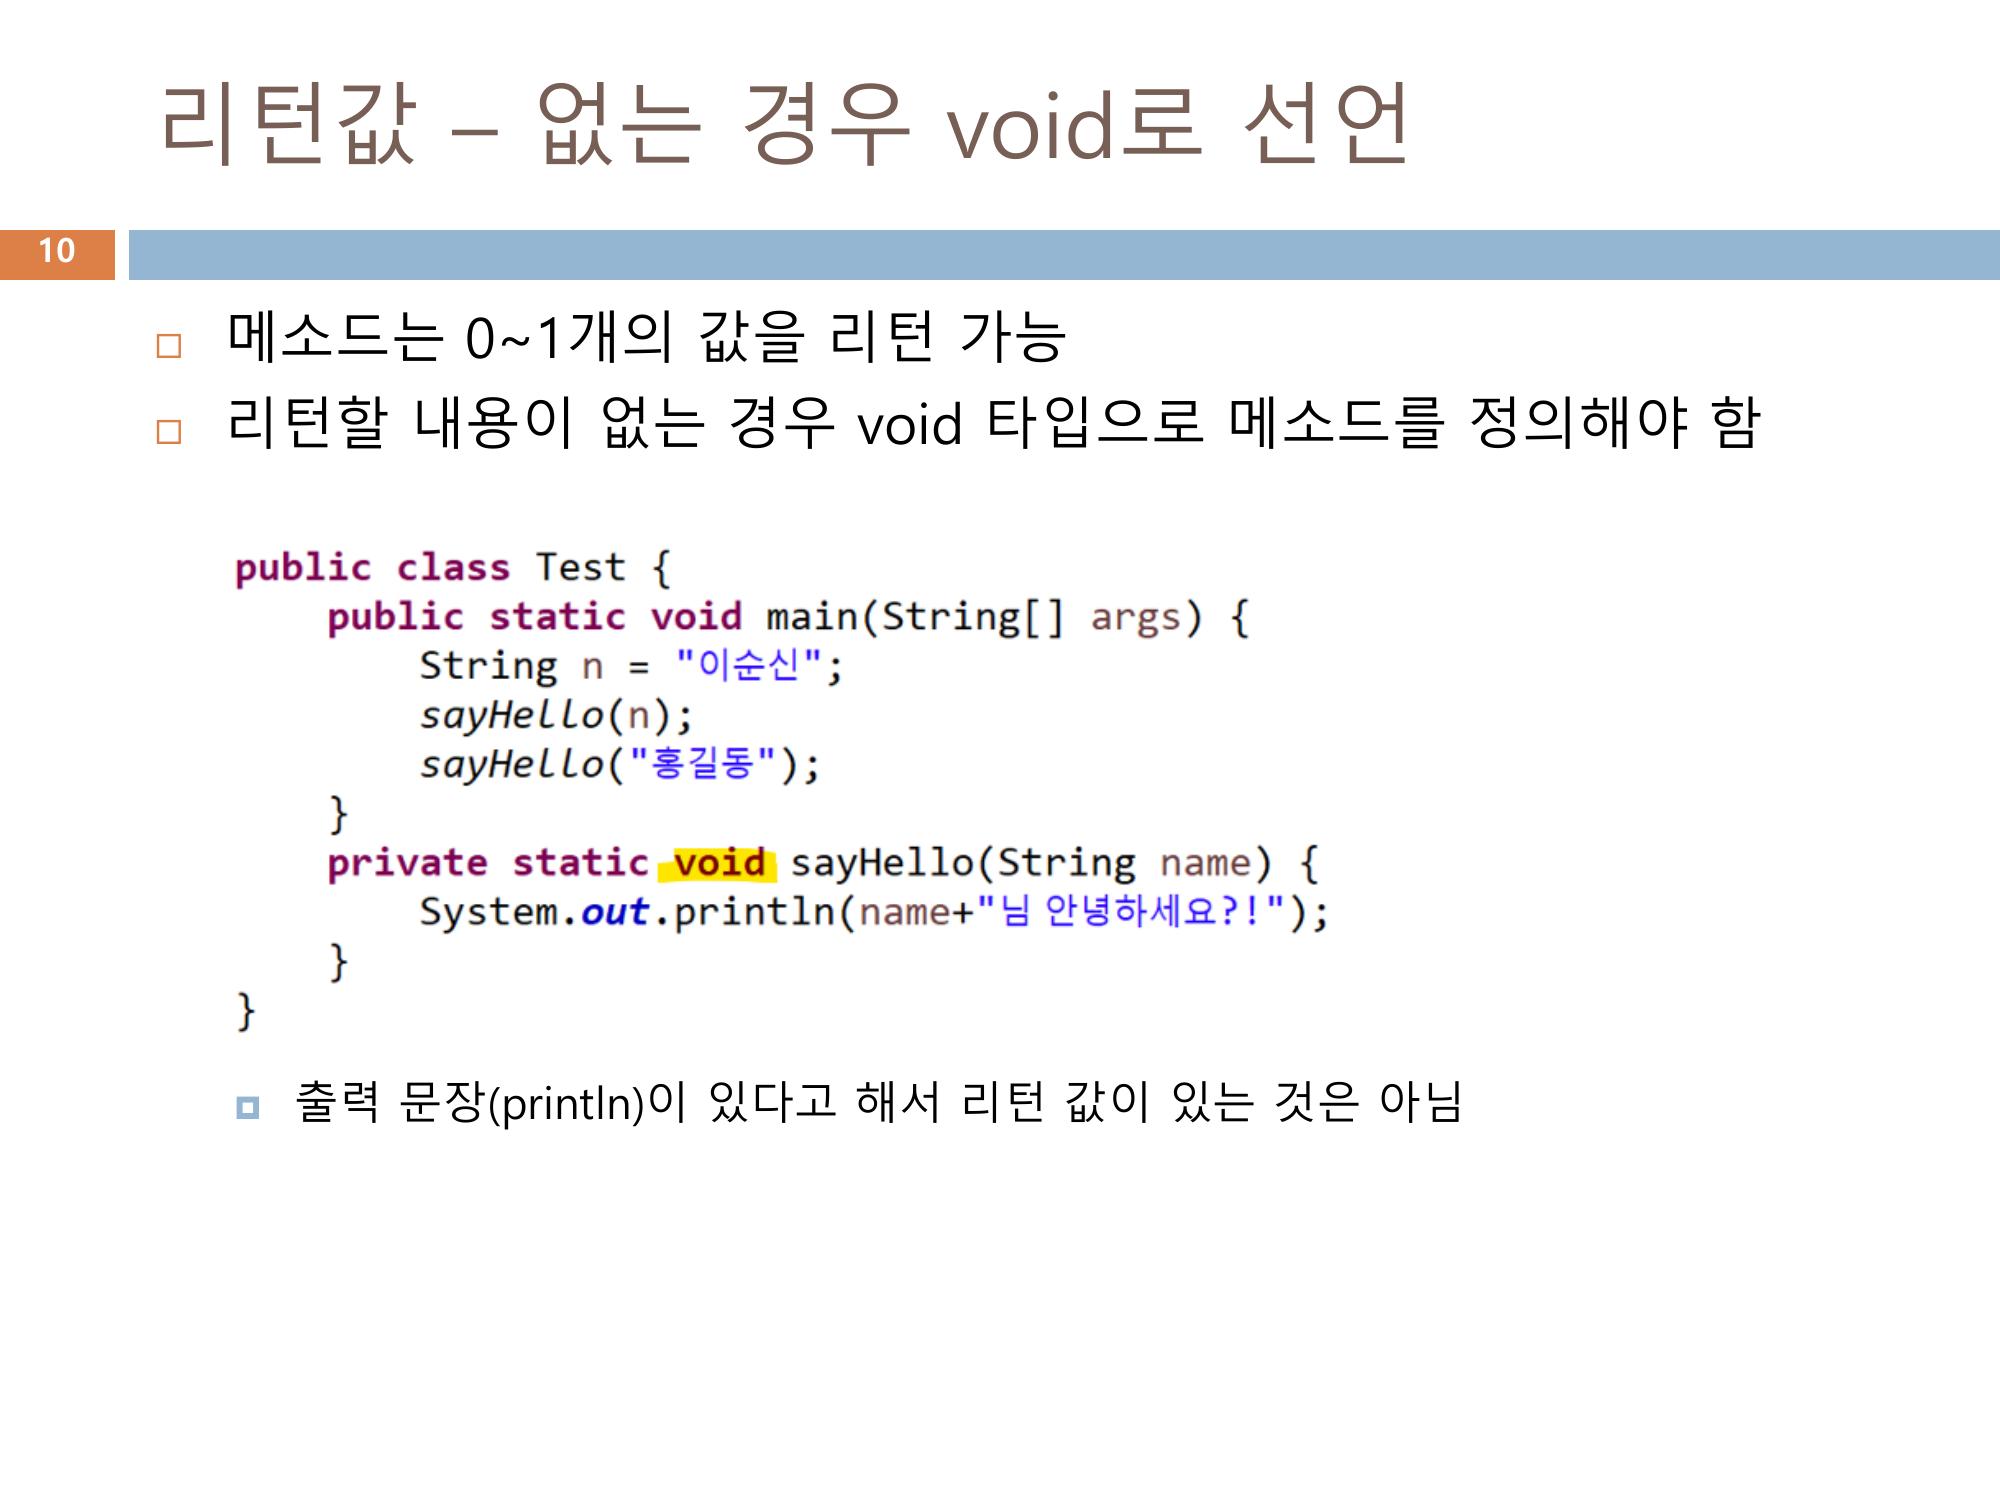 리턴값 – 없는 경우 void로 선언
10
메소드는 0~1개의 값을 리턴 가능
리턴할 내용이 없는 경우 void 타입으로 메소드를 정의해야 함
public class Test {
    public static void main(String[] args) {
        String n = "이순신";
        sayHello(n);
        sayHello("홍길동");
    }
    private static void sayHello(String name) {
        System.out.println(name+"님 안녕하세요?!");
    }
}
출력 문장(println)이 있다고 해서 리턴 값이 있는 것은 아님